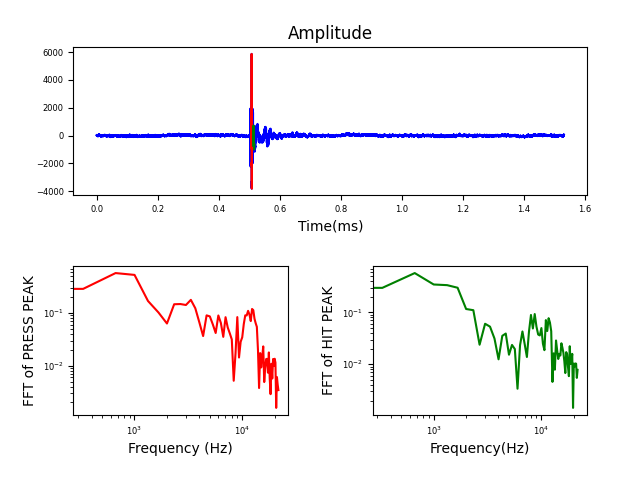 Amplitude
6000
4000
2000
0
−2000
−4000
0.0 0.2 0.4 0.6 0.8 1.0 1.2 1.4 1.6
Time(ms)
FFT of PRESS PEAK
10⁻¹
10⁻²
10³ 10⁴
Frequency (Hz)
FFT of HIT PEAK
10⁻¹
10⁻²
10³ 10⁴
Frequency(Hz)